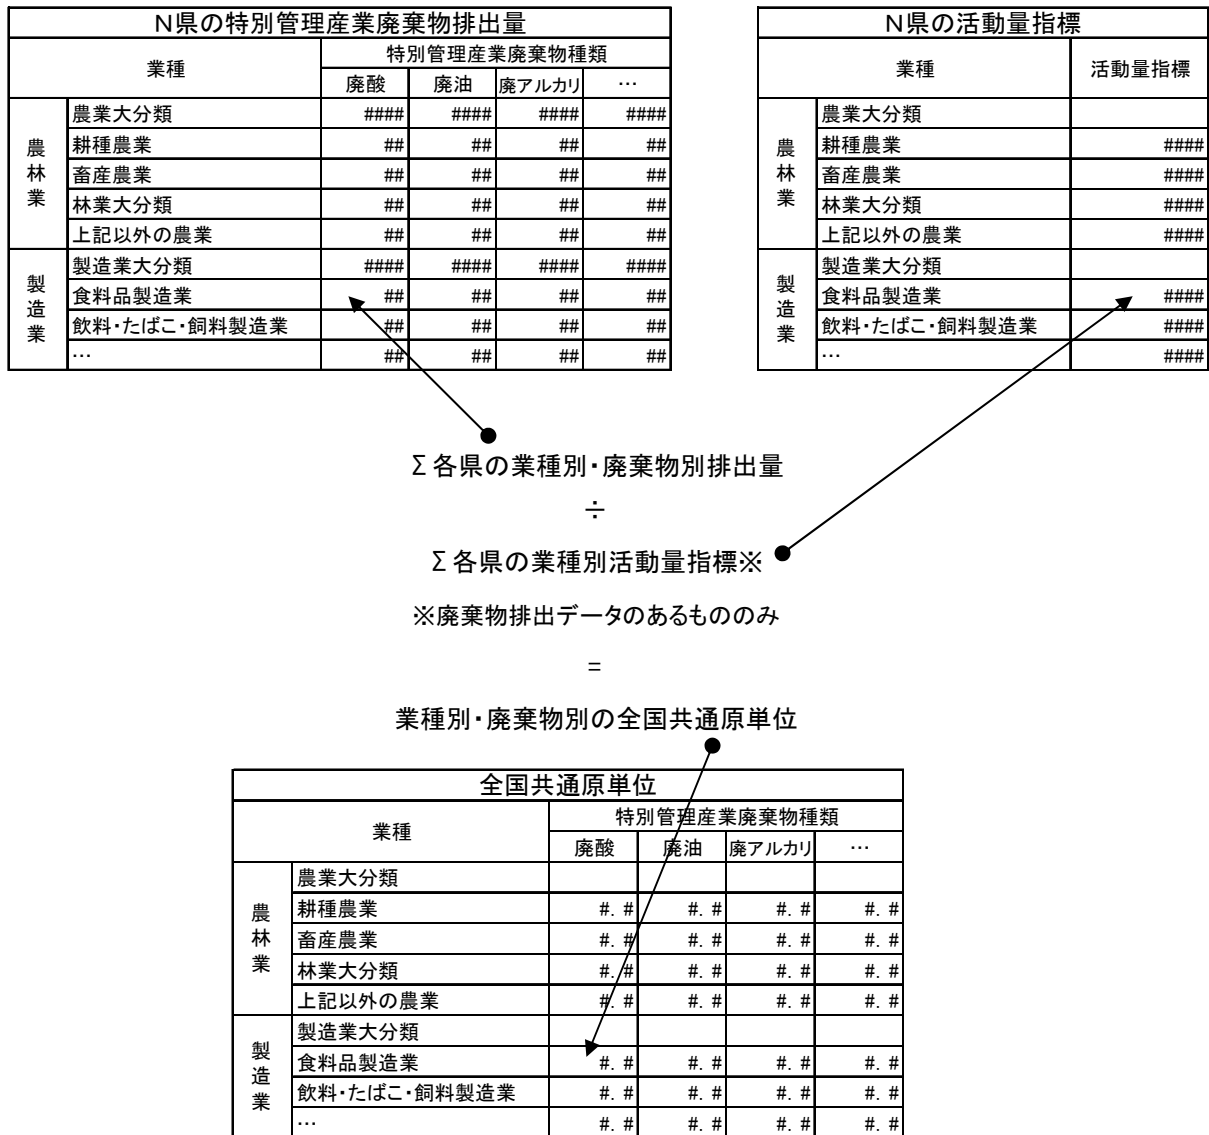 N県の特別管理産業廃棄物排出量
業種 特別管理産業廃棄物種類
廃酸 廃油 廃アルカリ …
農林業
農業大分類 #### #### #### ####
耕種農業 ## ## ## ##
畜産農業 ## ## ## ##
林業大分類 ## ## ## ##
上記以外の農業 ## ## ## ##
製造業
製造業大分類 #### #### #### ####
食料品製造業 ## ## ## ##
飲料・たばこ・飼料製造業 ## ## ## ##
… ## ## ## ##
N県の活動量指標
業種 活動量指標
農林業
農業大分類
耕種農業 ####
畜産農業 ####
林業大分類 ####
上記以外の農業 ####
製造業
製造業大分類
食料品製造業 ####
飲料・たばこ・飼料製造業 ####
… ####
Σ各県の業種別・廃棄物別排出量
÷
Σ各県の業種別活動量指標※
※廃棄物排出データのあるもののみ
=
業種別・廃棄物別の全国共通原単位
全国共通原単位
業種 特別管理産業廃棄物種類
廃酸 廃油 廃アルカリ …
農林業
農業大分類
耕種農業 #. # #. # #. # #. #
畜産農業 #. # #. # #. # #. #
林業大分類 #. # #. # #. # #. #
上記以外の農業 #. # #. # #. # #. #
製造業
製造業大分類
食料品製造業 #. # #. # #. # #. #
飲料・たばこ・飼料製造業 #. # #. # #. # #. #
… #. # #. # #. # #. #